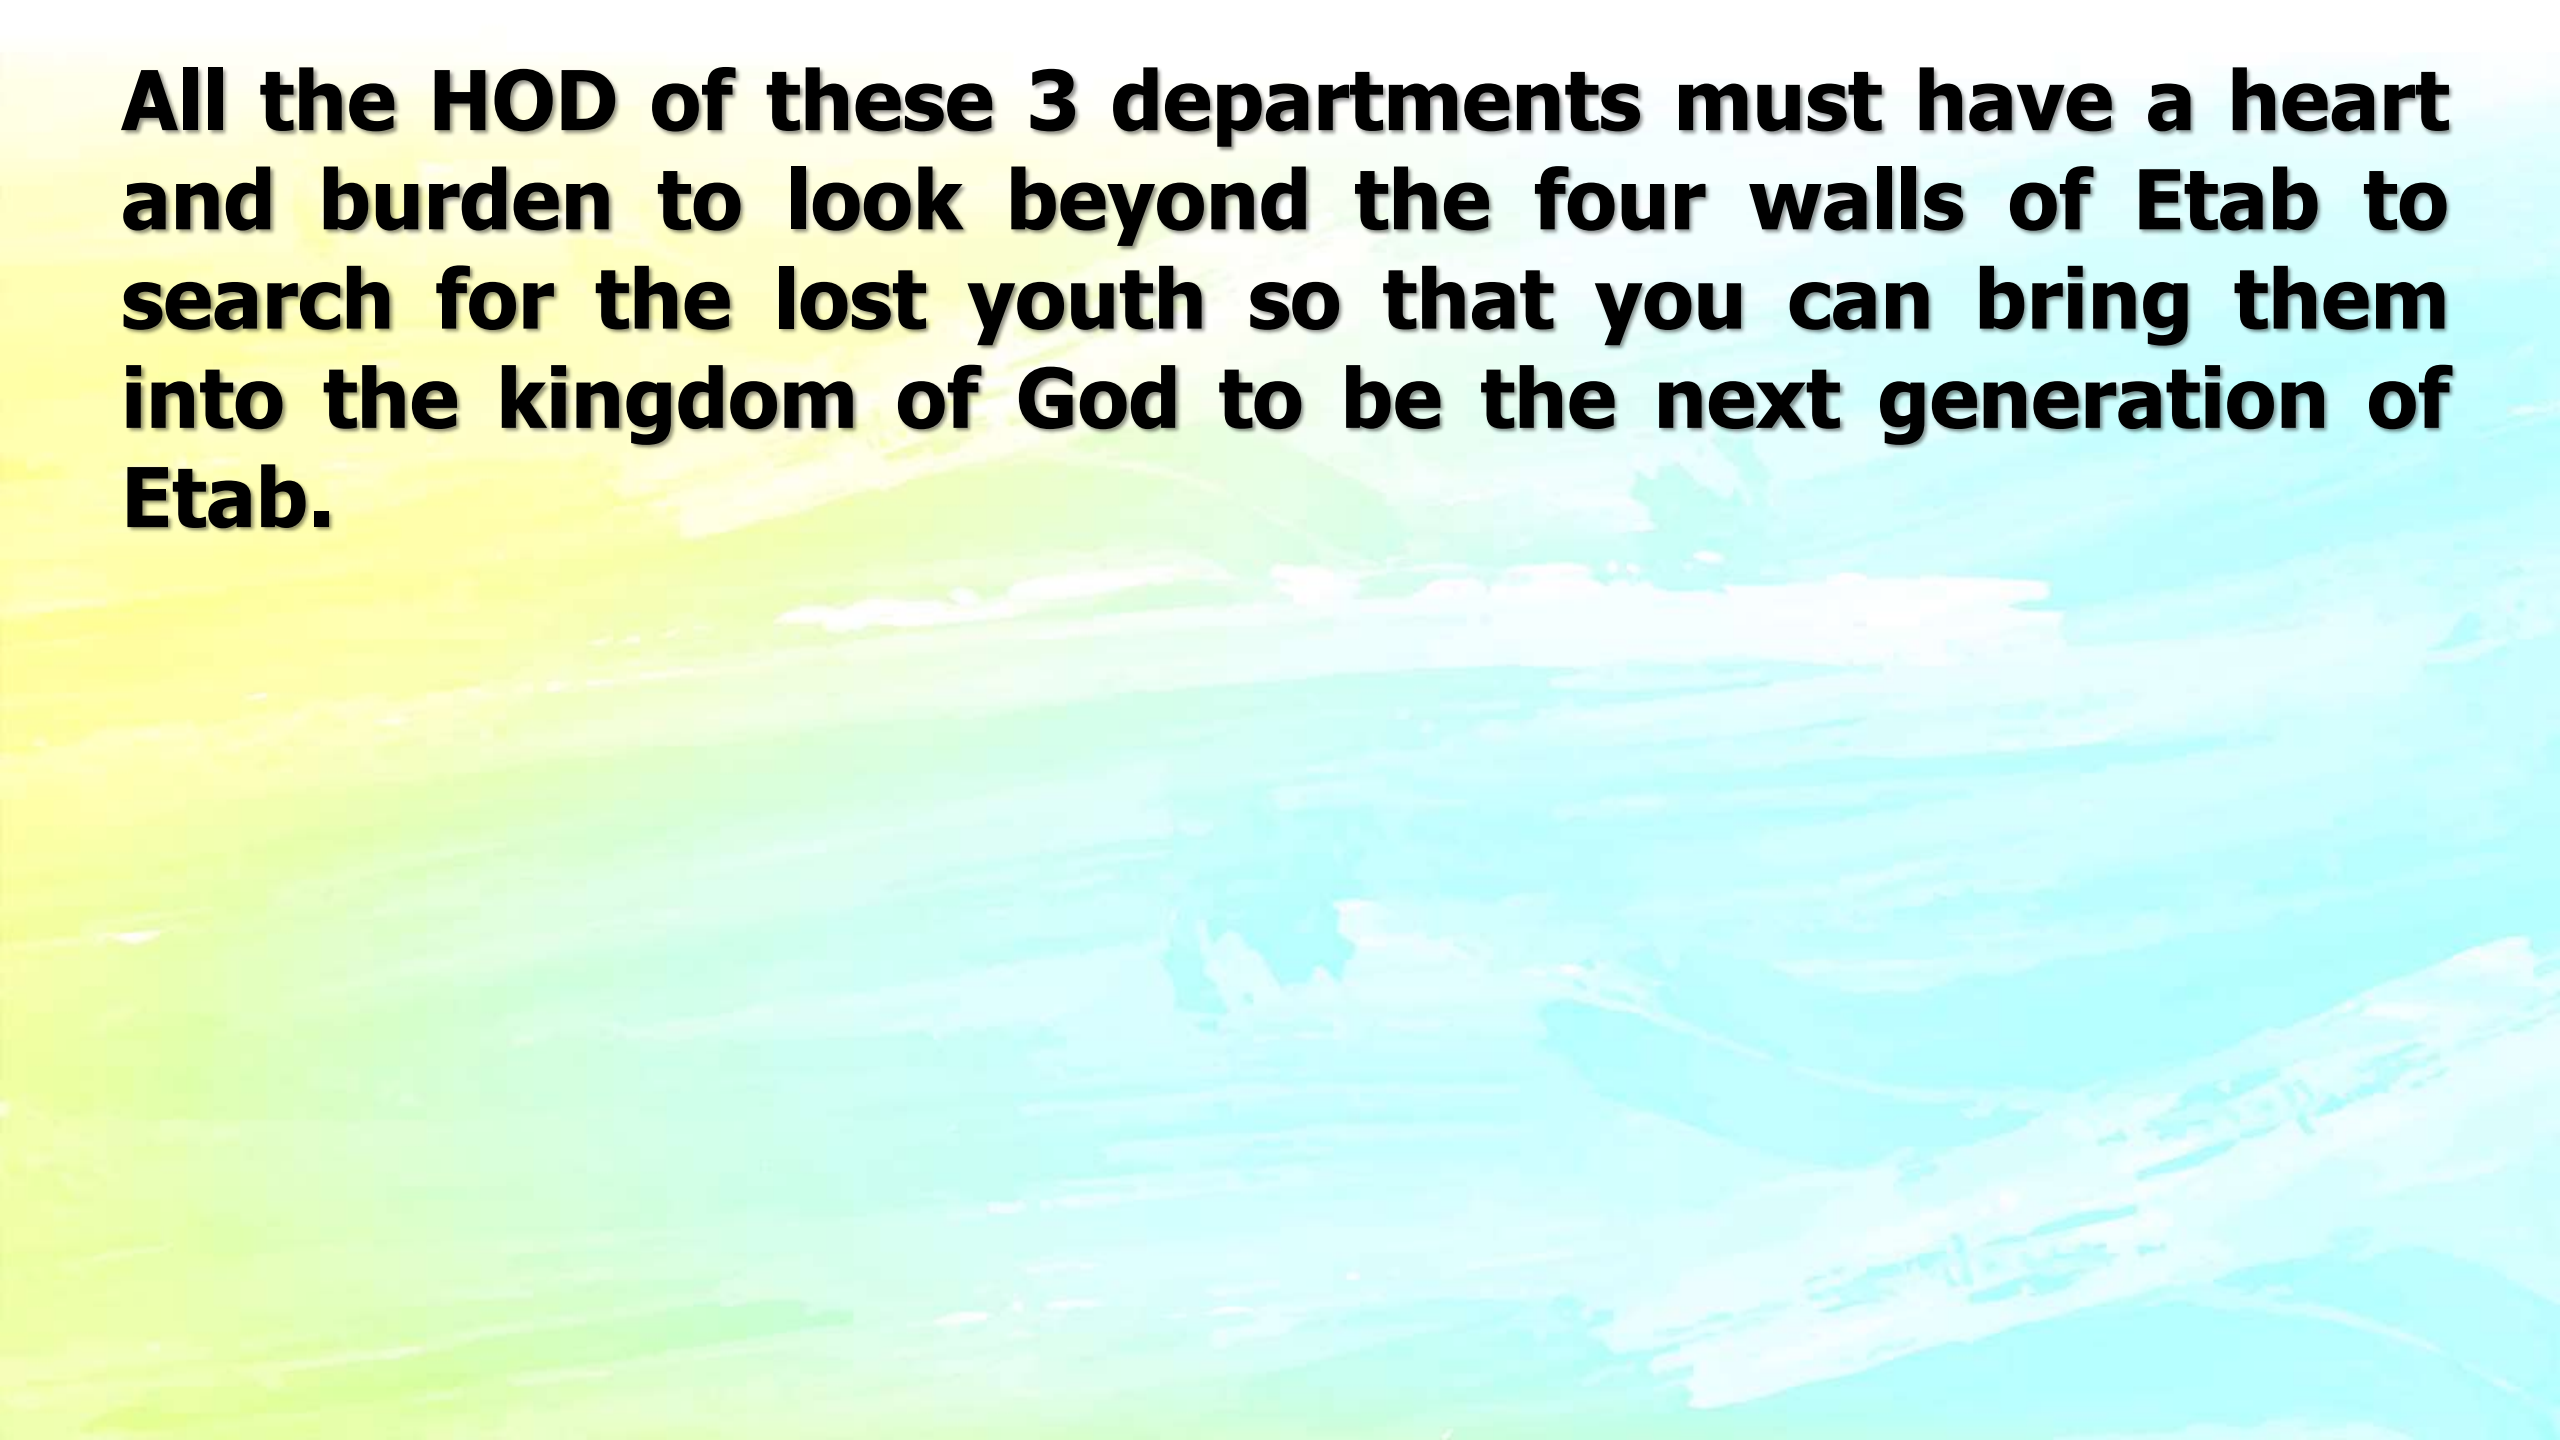 All the HOD of these 3 departments must have a heart
and burden to look beyond the four walls of Etab to
search for the lost youth so that you can bring them
into the kingdom of God to be the next generation of
Etab.